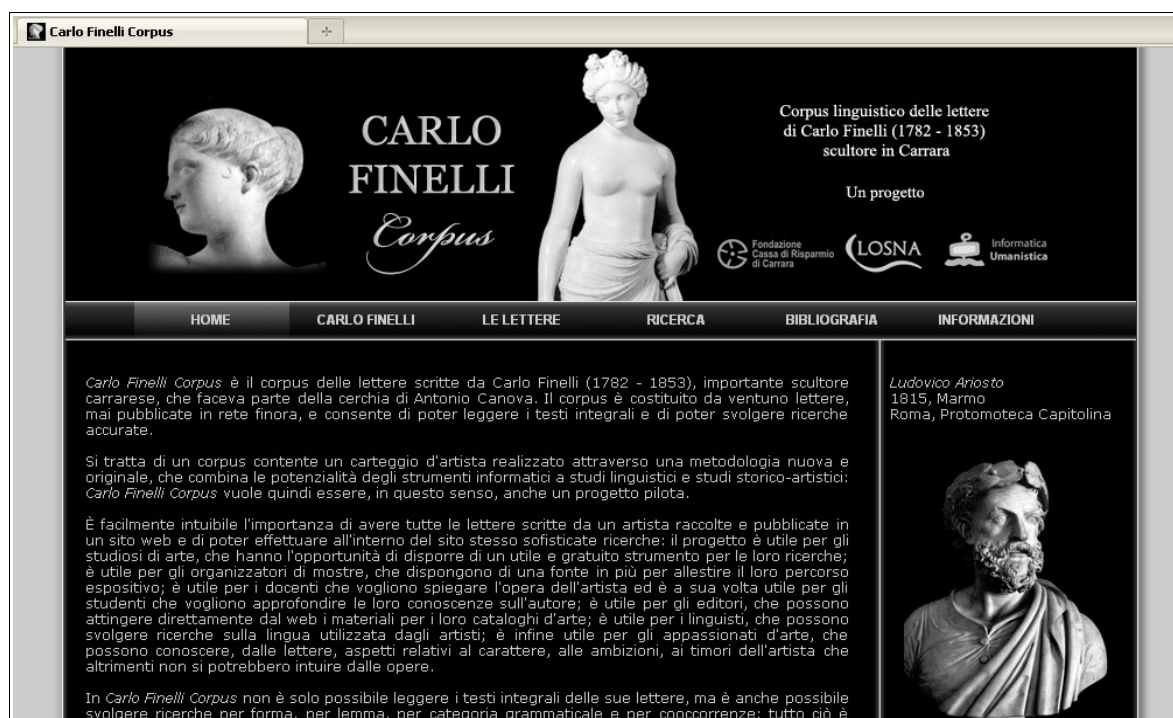 Carlo Finelli Corpus
CARLO
FINELLI
Corpus
Corpus linguistico delle lettere
di Carlo Finelli (1782 - 1853)
scultore in Carrara
Un progetto
Fondazione
Cassa di Risparmio
di Carrara
LOSNA
Informatica
Umanistica
HOME CARLO FINELLI LE LETTERE RICERCA BIBLIOGRAFIA INFORMAZIONI
Carlo Finelli Corpus è il corpus delle lettere scritte da Carlo Finelli (1782 - 1853), importante scultore
carrarese, che faceva parte della cerchia di Antonio Canova. Il corpus è costituito da ventuno lettere,
mai pubblicate in rete finora, e consente di poter leggere i testi integrali e di poter svolgere ricerche
accurate.
Si tratta di un corpus contente un carteggio d'artista realizzato attraverso una metodologia nuova e
originale, che combina le potenzialità degli strumenti informatici a studi linguistici e studi storico-artistici:
Carlo Finelli Corpus vuole quindi essere, in questo senso, anche un progetto pilota.
È facilmente intuibile l'importanza di avere tutte le lettere scritte da un artista raccolte e pubblicate in
un sito web e di poter effettuare all'interno del sito stesso sofisticate ricerche: il progetto è utile per gli
studiosi di arte, che hanno l'opportunità di disporre di un utile e gratuito strumento per le loro ricerche;
è utile per gli organizzatori di mostre, che dispongono di una fonte in più per allestire il loro percorso
espositivo; è utile per i docenti che vogliono spiegare l'opera dell'artista ed è a sua volta utile per gli
studenti che vogliono approfondire le loro conoscenze sull'autore; è utile per gli editori, che possono
attingere direttamente dal web i materiali per i loro cataloghi d'arte; è utile per i linguisti, che possono
svolgere ricerche sulla lingua utilizzata dagli artisti; è infine utile per gli appassionati d'arte, che
possono conoscere, dalle lettere, aspetti relativi al carattere, alle ambizioni, ai timori dell'artista che
altrimenti non si potrebbero intuire dalle opere.
In Carlo Finelli Corpus non è solo possibile leggere i testi integrali delle sue lettere, ma è anche possibile
svolgere ricerche per forma, per lemma, per categoria grammaticale e per cooccorrenze: tutto ciò è
Ludovico Ariosto
1815, Marmo
Roma, Protomoteca Capitolina